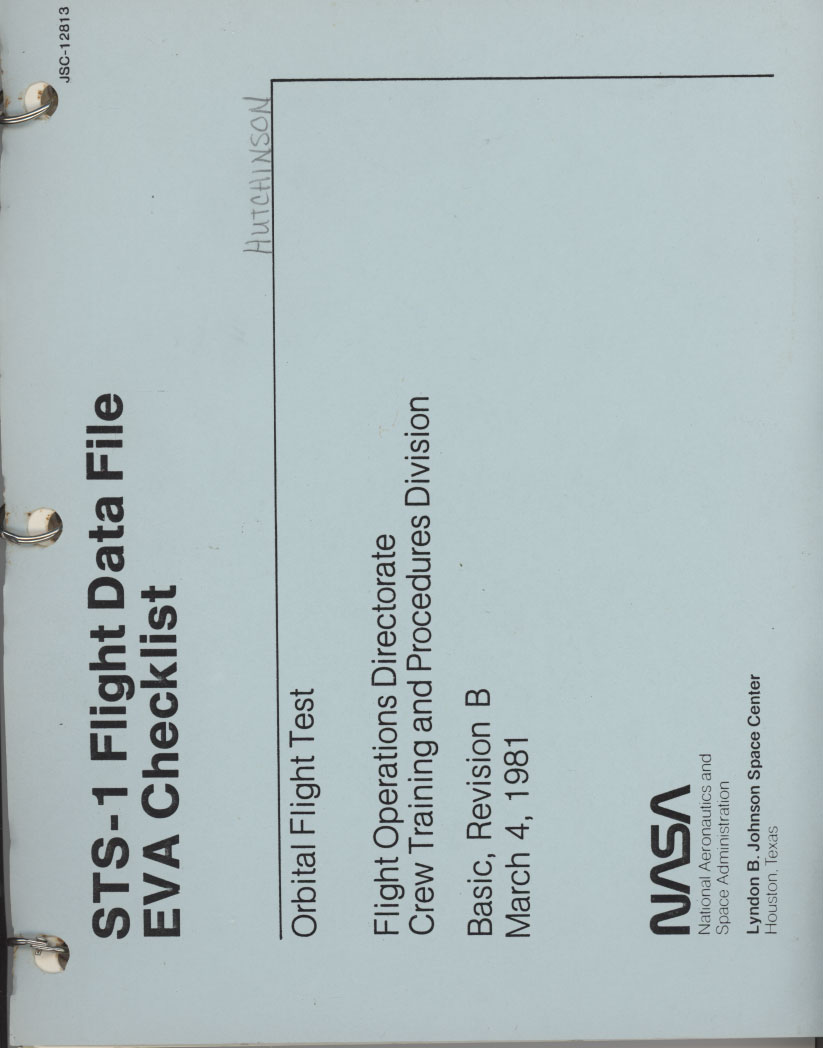 JSC-12813
STS-1 Flight Data File
EVA Checklist
HUTCHINSON
Orbital Flight Test
Flight Operations Directorate
Crew Training and Procedures Division
Basic, Revision B
March 4, 1981
NASA
National Aeronautics and
Space Administration
Lyndon B. Johnson Space Center
Houston, Texas